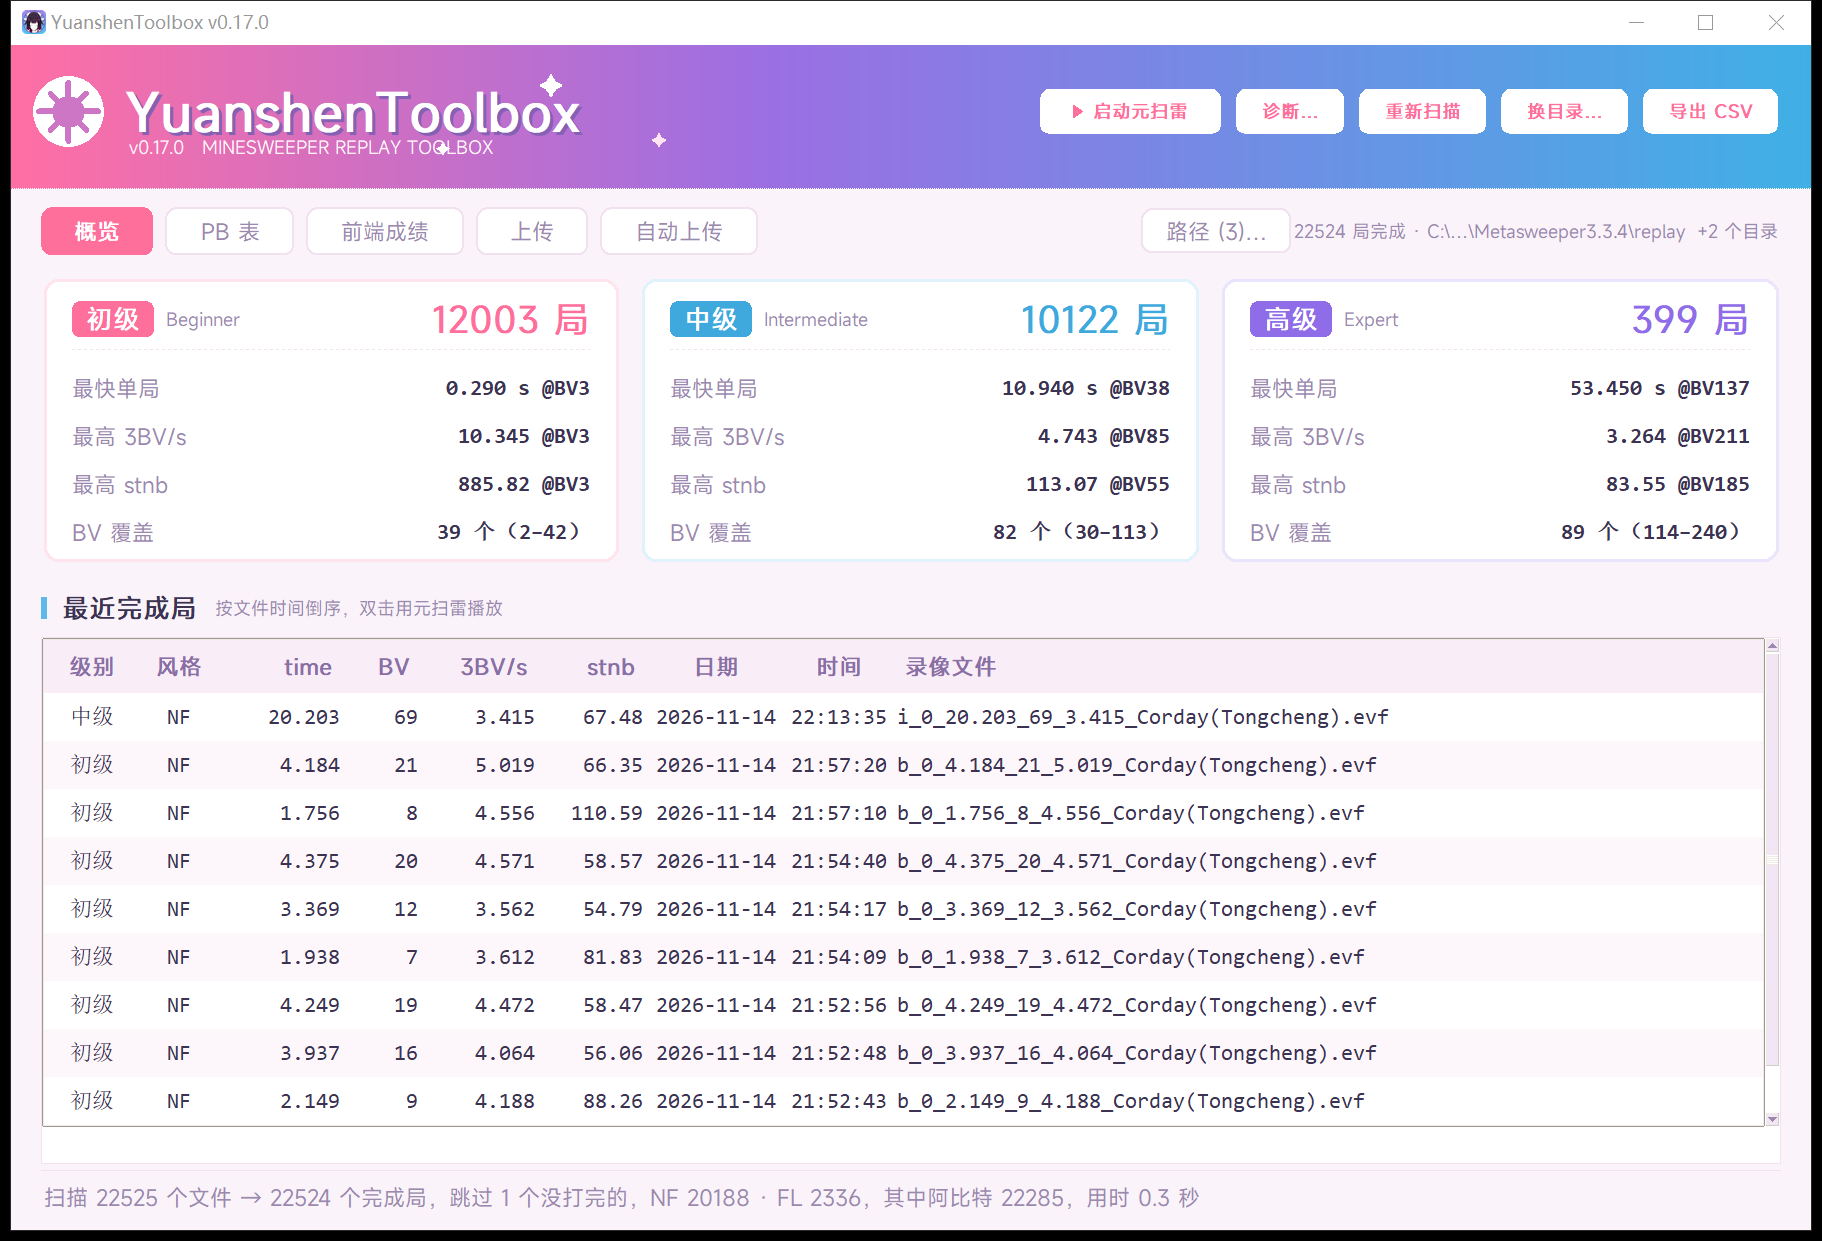 YuanshenToolbox v0.17.0
YuanshenToolbox
v0.17.0 MINESWEEPER REPLAY TOOLBOX
▶ 启动元扫雷 诊断... 重新扫描 换目录... 导出 CSV
概览 PB 表 前端成绩 上传 自动上传 路径 (3)... 22524 局完成 · C:\...\Metasweeper3.3.4\replay +2 个目录
初级 Beginner 12003 局
最快单局 0.290 s @BV3
最高 3BV/s 10.345 @BV3
最高 stnb 885.82 @BV3
BV 覆盖 39 个（2-42）
中级 Intermediate 10122 局
最快单局 10.940 s @BV38
最高 3BV/s 4.743 @BV85
最高 stnb 113.07 @BV55
BV 覆盖 82 个（30-113）
高级 Expert 399 局
最快单局 53.450 s @BV137
最高 3BV/s 3.264 @BV211
最高 stnb 83.55 @BV185
BV 覆盖 89 个（114-240）
最近完成局 按文件时间倒序，双击用元扫雷播放
级别 风格 time BV 3BV/s stnb 日期 时间 录像文件
中级 NF 20.203 69 3.415 67.48 2026-11-14 22:13:35 i_0_20.203_69_3.415_Corday(Tongcheng).evf
初级 NF 4.184 21 5.019 66.35 2026-11-14 21:57:20 b_0_4.184_21_5.019_Corday(Tongcheng).evf
初级 NF 1.756 8 4.556 110.59 2026-11-14 21:57:10 b_0_1.756_8_4.556_Corday(Tongcheng).evf
初级 NF 4.375 20 4.571 58.57 2026-11-14 21:54:40 b_0_4.375_20_4.571_Corday(Tongcheng).evf
初级 NF 3.369 12 3.562 54.79 2026-11-14 21:54:17 b_0_3.369_12_3.562_Corday(Tongcheng).evf
初级 NF 1.938 7 3.612 81.83 2026-11-14 21:54:09 b_0_1.938_7_3.612_Corday(Tongcheng).evf
初级 NF 4.249 19 4.472 58.47 2026-11-14 21:52:56 b_0_4.249_19_4.472_Corday(Tongcheng).evf
初级 NF 3.937 16 4.064 56.06 2026-11-14 21:52:48 b_0_3.937_16_4.064_Corday(Tongcheng).evf
初级 NF 2.149 9 4.188 88.26 2026-11-14 21:52:43 b_0_2.149_9_4.188_Corday(Tongcheng).evf
扫描 22525 个文件 → 22524 个完成局，跳过 1 个没打完的，NF 20188 · FL 2336，其中阿比特 22285，用时 0.3 秒